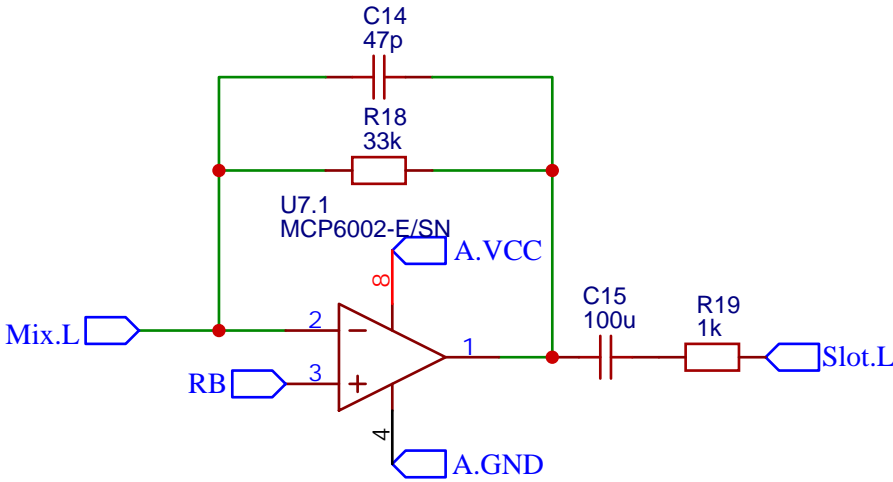 C14
47p
R18
33k
U7.1
MCP6002-E/SN
A.VCC
8
C15
100u
R19
1k
Mix.L
2
1
Slot.L
RB
3
4
A.GND